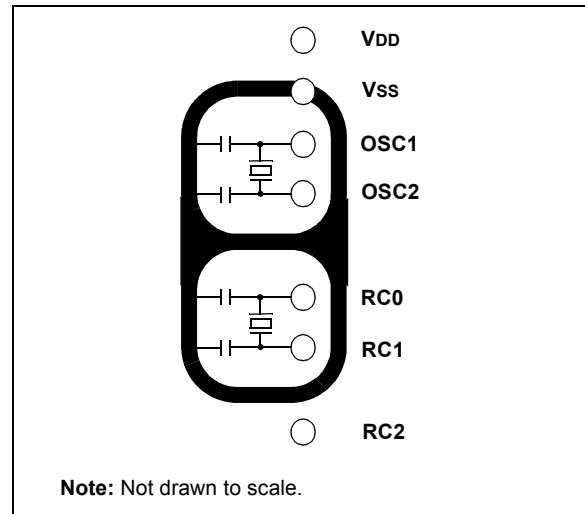 VDD
VSS
OSC1
OSC2
RC0
RC1
RC2
Note: Not drawn to scale.